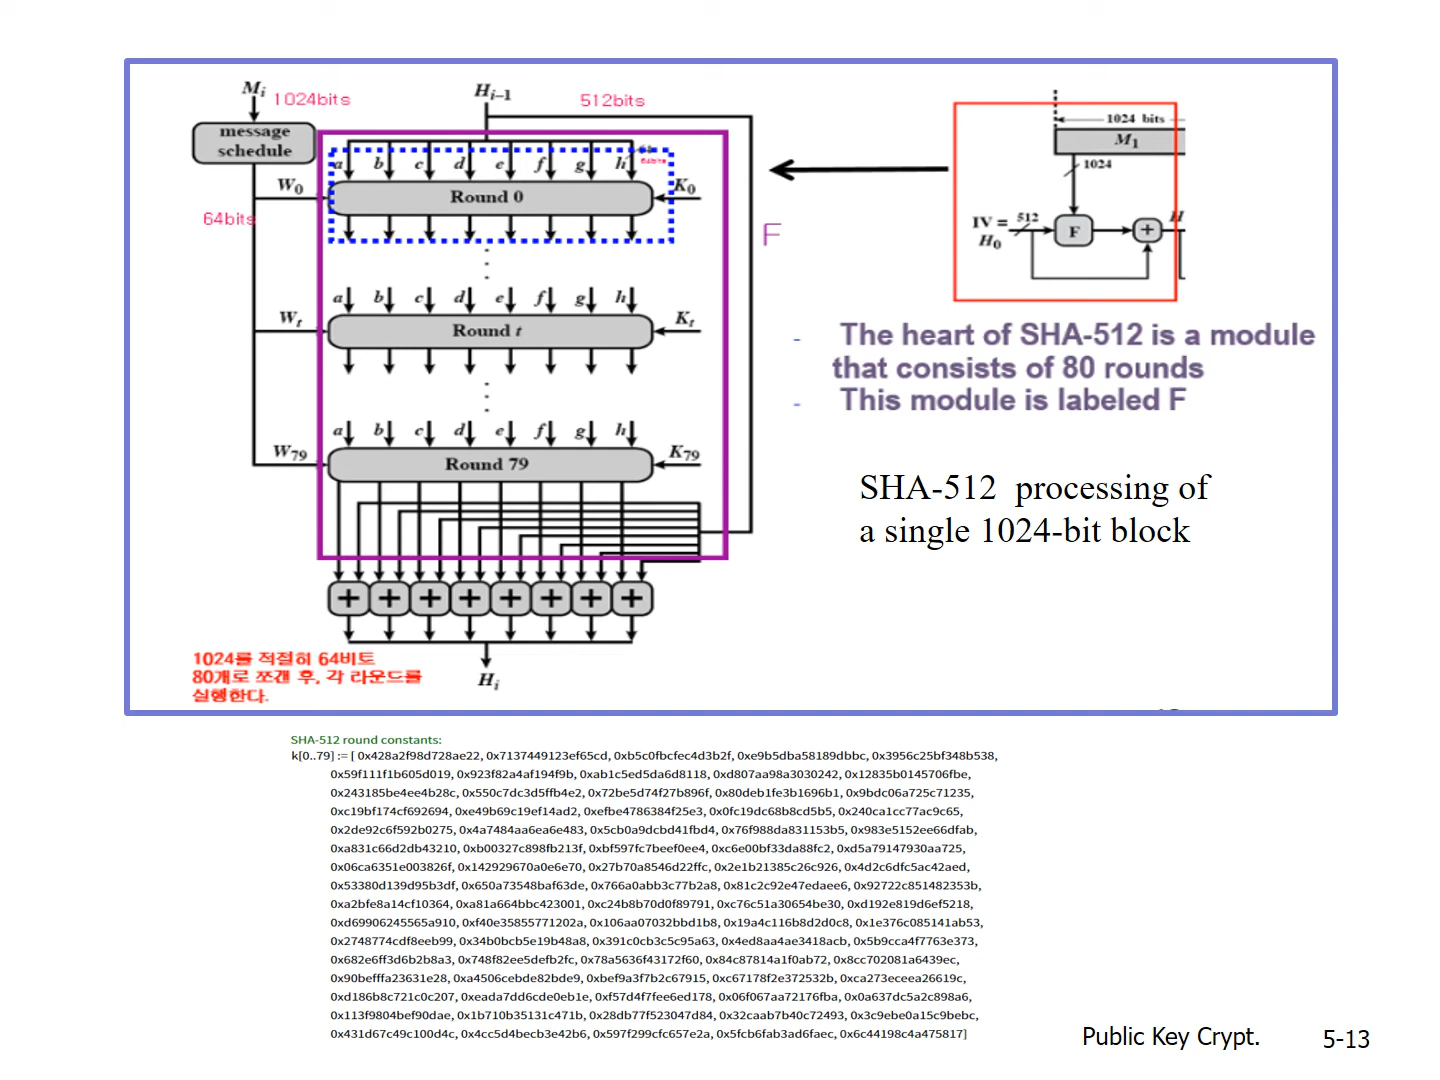 Mi
1024bits
Hi–1
512bits
message
schedule
a b c d e f g h
64bits
W0
Round 0
K0
64bits
F
a b c d e f g h
Wt
Round t
Kt
a b c d e f g h
W79
Round 79
K79
+ + + + + + + +
Hi
1024를 적절히 64비트
80개로 쪼갠 후, 각 라운드를
실행한다.
1024 bits
M1
1024
IV =
H0
512
F
+
H
- The heart of SHA-512 is a module
that consists of 80 rounds
- This module is labeled F
SHA-512 processing of
a single 1024-bit block
SHA-512 round constants:
k[0..79] := [ 0x428a2f98d728ae22, 0x7137449123ef65cd, 0xb5c0fbcfec4d3b2f, 0xe9b5dba58189dbbc, 0x3956c25bf348b538,
0x59f111f1b605d019, 0x923f82a4af194f9b, 0xab1c5ed5da6d8118, 0xd807aa98a3030242, 0x12835b0145706fbe,
0x243185be4ee4b28c, 0x550c7dc3d5ffb4e2, 0x72be5d74f27b896f, 0x80deb1fe3b1696b1, 0x9bdc06a725c71235,
0xc19bf174cf692694, 0xe49b69c19ef14ad2, 0xefbe4786384f25e3, 0x0fc19dc68b8cd5b5, 0x240ca1cc77ac9c65,
0x2de92c6f592b0275, 0x4a7484aa6ea6e483, 0x5cb0a9dcbd41fbd4, 0x76f988da831153b5, 0x983e5152ee66dfab,
0xa831c66d2db43210, 0xb00327c898fb213f, 0xbf597fc7beef0ee4, 0xc6e00bf33da88fc2, 0xd5a79147930aa725,
0x06ca6351e003826f, 0x142929670a0e6e70, 0x27b70a8546d22ffc, 0x2e1b21385c26c926, 0x4d2c6dfc5ac42aed,
0x53380d139d95b3df, 0x650a73548baf63de, 0x766a0abb3c77b2a8, 0x81c2c92e47edaee6, 0x92722c851482353b,
0xa2bfe8a14cf10364, 0xa81a664bbc423001, 0xc24b8b70d0f89791, 0xc76c51a30654be30, 0xd192e819d6ef5218,
0xd69906245565a910, 0xf40e35855771202a, 0x106aa07032bbd1b8, 0x19a4c116b8d2d0c8, 0x1e376c085141ab53,
0x2748774cdf8eeb99, 0x34b0bcb5e19b48a8, 0x391c0cb3c5c95a63, 0x4ed8aa4ae3418acb, 0x5b9cca4f7763e373,
0x682e6ff3d6b2b8a3, 0x748f82ee5defb2fc, 0x78a5636f43172f60, 0x84c87814a1f0ab72, 0x8cc702081a6439ec,
0x90befffa23631e28, 0xa4506cebde82bde9, 0xbef9a3f7b2c67915, 0xc67178f2e372532b, 0xca273eceea26619c,
0xd186b8c721c0c207, 0xeada7dd6cde0eb1e, 0xf57d4f7fee6ed178, 0x06f067aa72176fba, 0x0a637dc5a2c898a6,
0x113f9804bef90dae, 0x1b710b35131c471b, 0x28db77f523047d84, 0x32caab7b40c72493, 0x3c9ebe0a15c9bebc,
0x431d67c49c100d4c, 0x4cc5d4becb3e42b6, 0x597f299cfc657e2a, 0x5fcb6fab3ad6faec, 0x6c44198c4a475817]
Public Key Crypt.
5-13